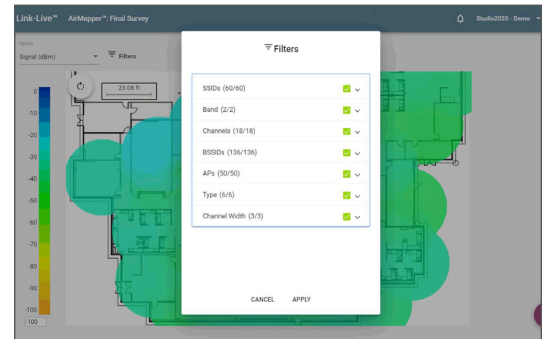 Link-Live™ AirMapper™: Final Survey Studio2020 - Demo
Signal (dBm) Filters
23.08 ft
0
-10
-20
-30
-40
-50
-60
-70
-80
-90
-100
-100
Filters
SSIDs (60/60)
Band (2/2)
Channels (18/18)
BSSIDs (136/136)
APs (50/50)
Type (6/6)
Channel Width (3/3)
CANCEL APPLY